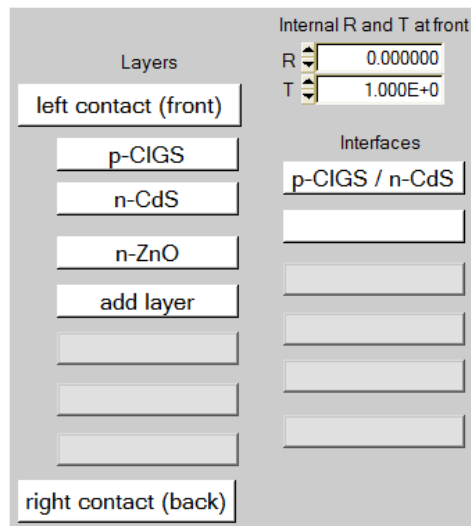 Internal R and T at front
R 0.000000
T 1.000E+0
Layers
left contact (front)
p-CIGS
n-CdS
n-ZnO
add layer
right contact (back)
Interfaces
p-CIGS / n-CdS